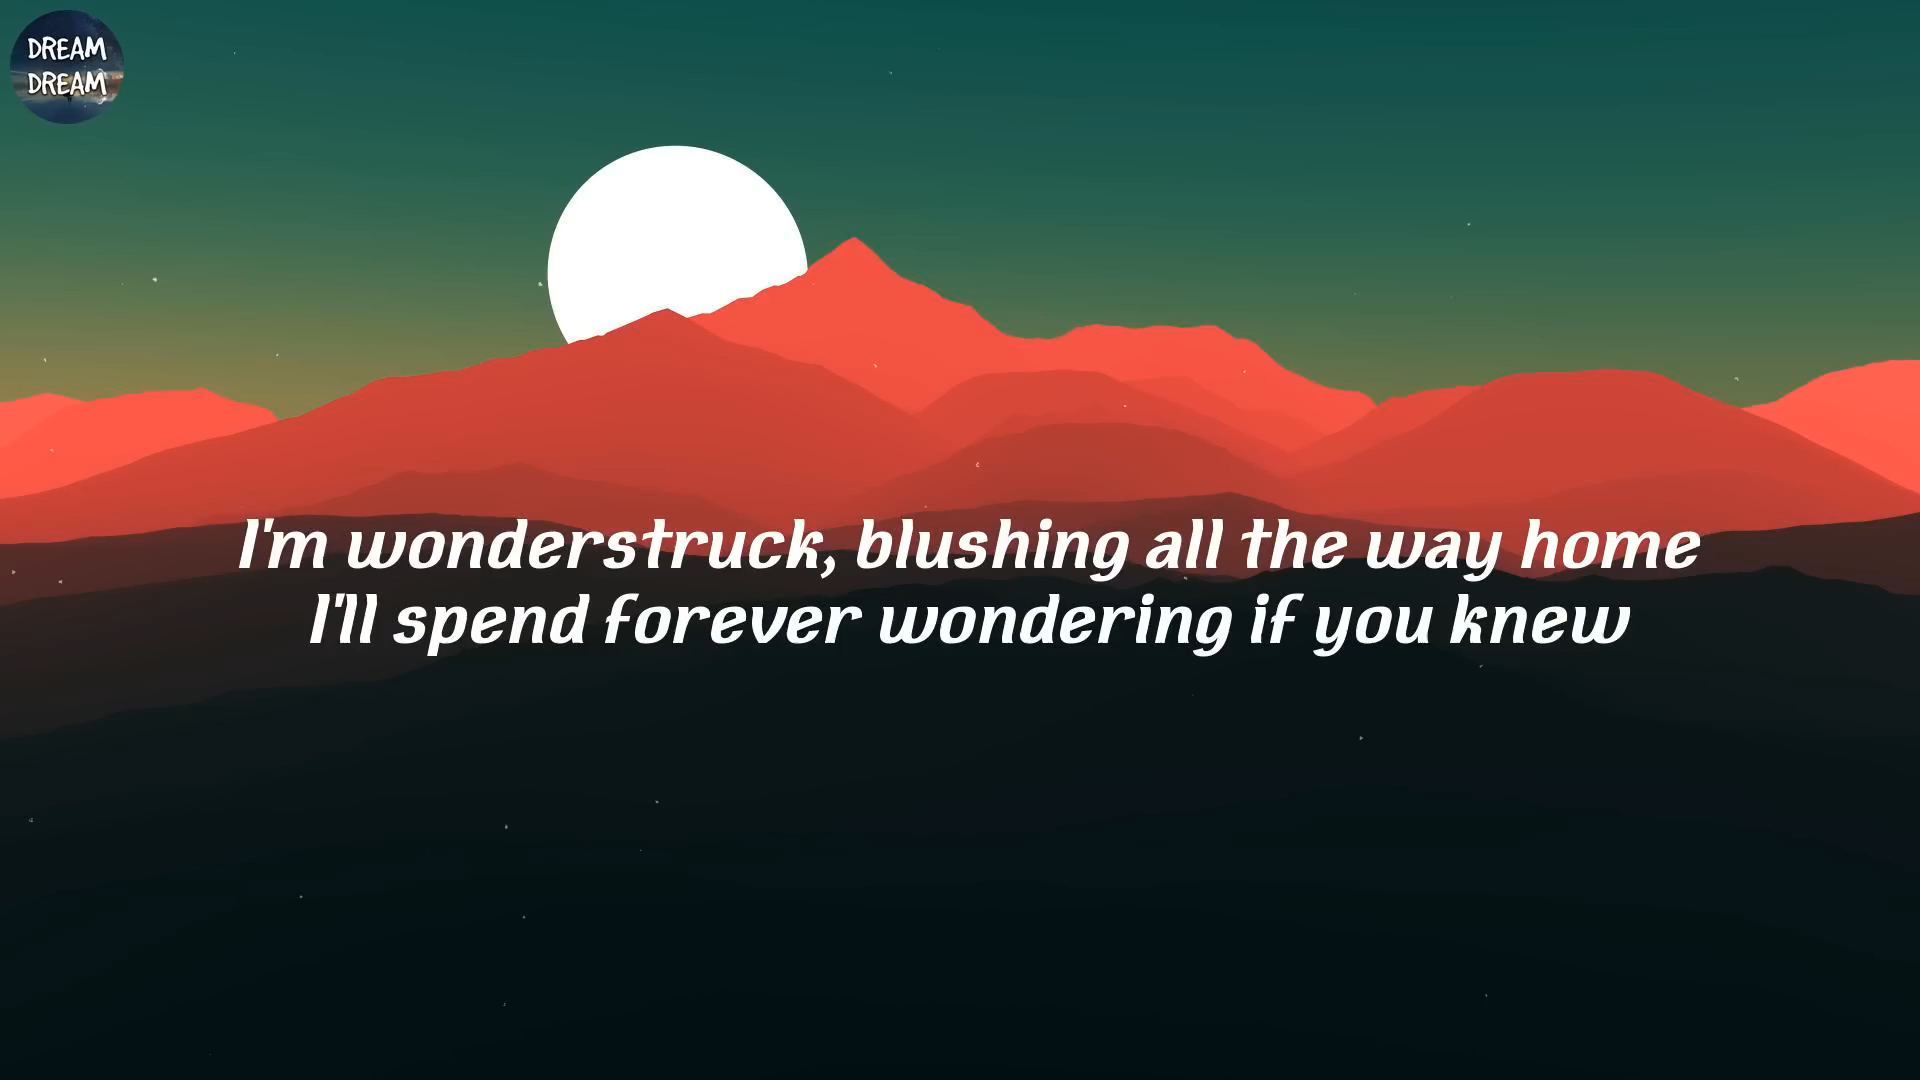 DREAM
DREAM
I'm wonderstruck, blushing all the way home
I'll spend forever wondering if you knew